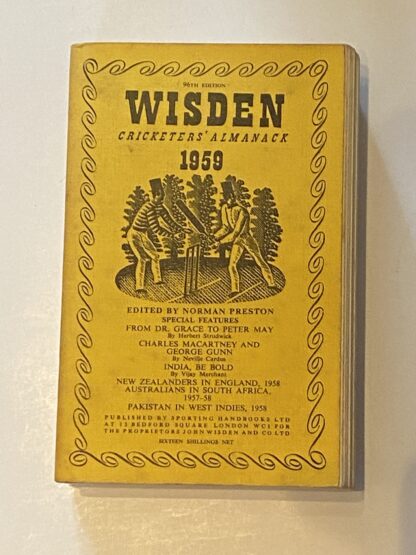 96TH EDITION
WISDEN
CRICKETERS' ALMANACK
1959
EDITED BY NORMAN PRESTON
SPECIAL FEATURES
FROM DR. GRACE TO PETER MAY
By Herbert Strudwick
CHARLES MACARTNEY AND
GEORGE GUNN
By Neville Cardus
INDIA, BE BOLD
By Vijay Merchant
NEW ZEALANDERS IN ENGLAND, 1958
AUSTRALIANS IN SOUTH AFRICA,
1957-58
PAKISTAN IN WEST INDIES, 1958
PUBLISHED BY SPORTING HANDBOOKS LTD
AT 13 BEDFORD SQUARE LONDON WC1 FOR
THE PROPRIETORS JOHN WISDEN AND CO LTD
SIXTEEN SHILLINGS NET